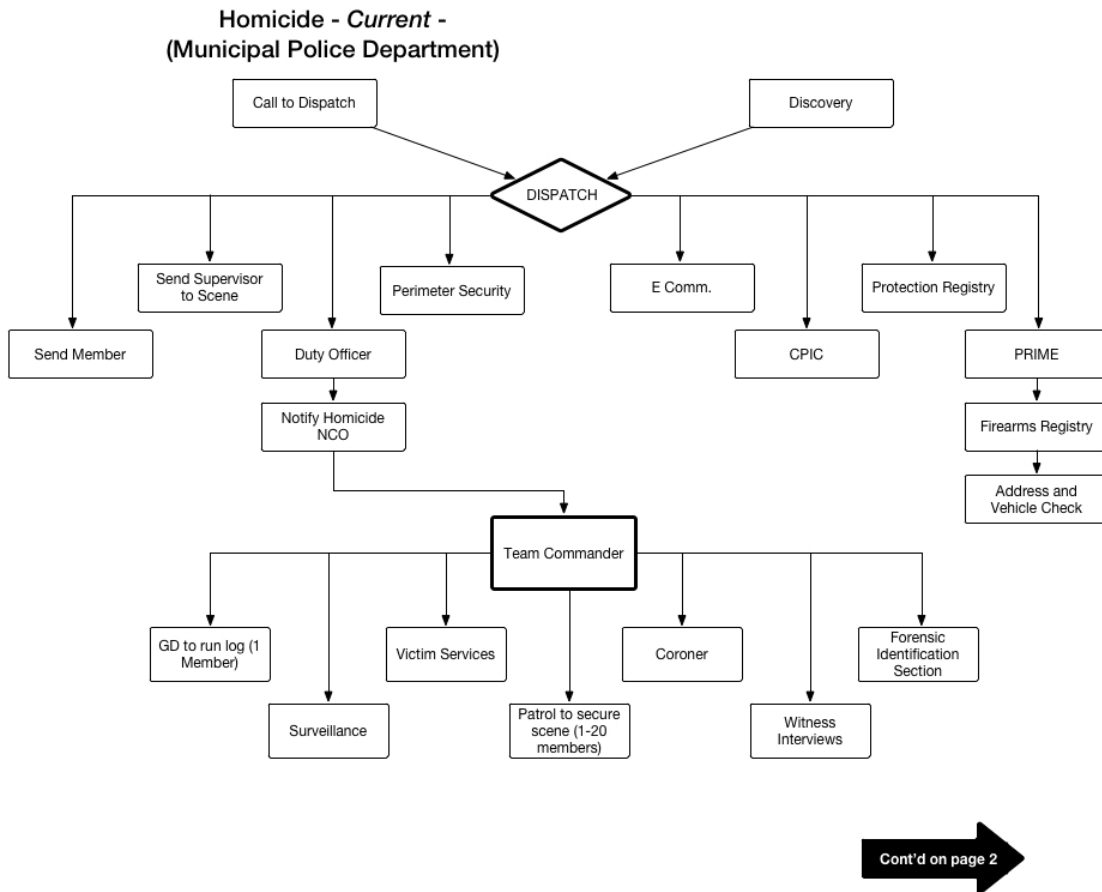 Homicide - Current -
(Municipal Police Department)
Call to Dispatch
Discovery
DISPATCH
Send Supervisor
to Scene
Perimeter Security
E Comm.
Protection Registry
Send Member
Duty Officer
CPIC
PRIME
Notify Homicide
NCO
Firearms Registry
Address and
Vehicle Check
Team Commander
GD to run log (1
Member)
Victim Services
Coroner
Forensic
Identification
Section
Surveillance
Patrol to secure
scene (1-20
members)
Witness
Interviews
Cont'd on page 2